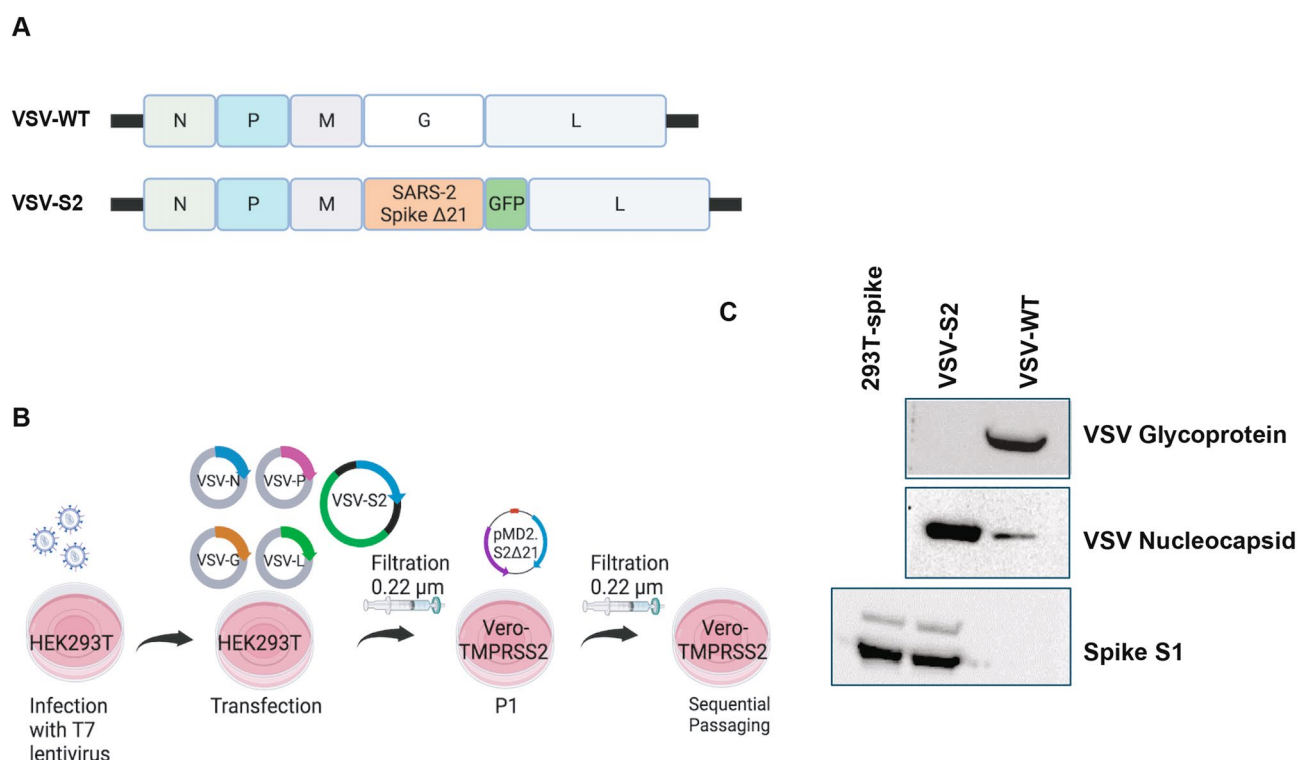 A
VSV-WT
N P M G L
VSV-S2
N P M SARS-2
Spike Δ21 GFP L
B
VSV-N VSV-P VSV-S2
VSV-G VSV-L
pMD2.
S2Δ21
Filtration
0.22 µm
Filtration
0.22 µm
HEK293T
HEK293T
Vero-
TMPRSS2
Vero-
TMPRSS2
Infection
with T7
lentivirus
Transfection
P1
Sequential
Passaging
C
293T-spike
VSV-S2
VSV-WT
VSV Glycoprotein
VSV Nucleocapsid
Spike S1